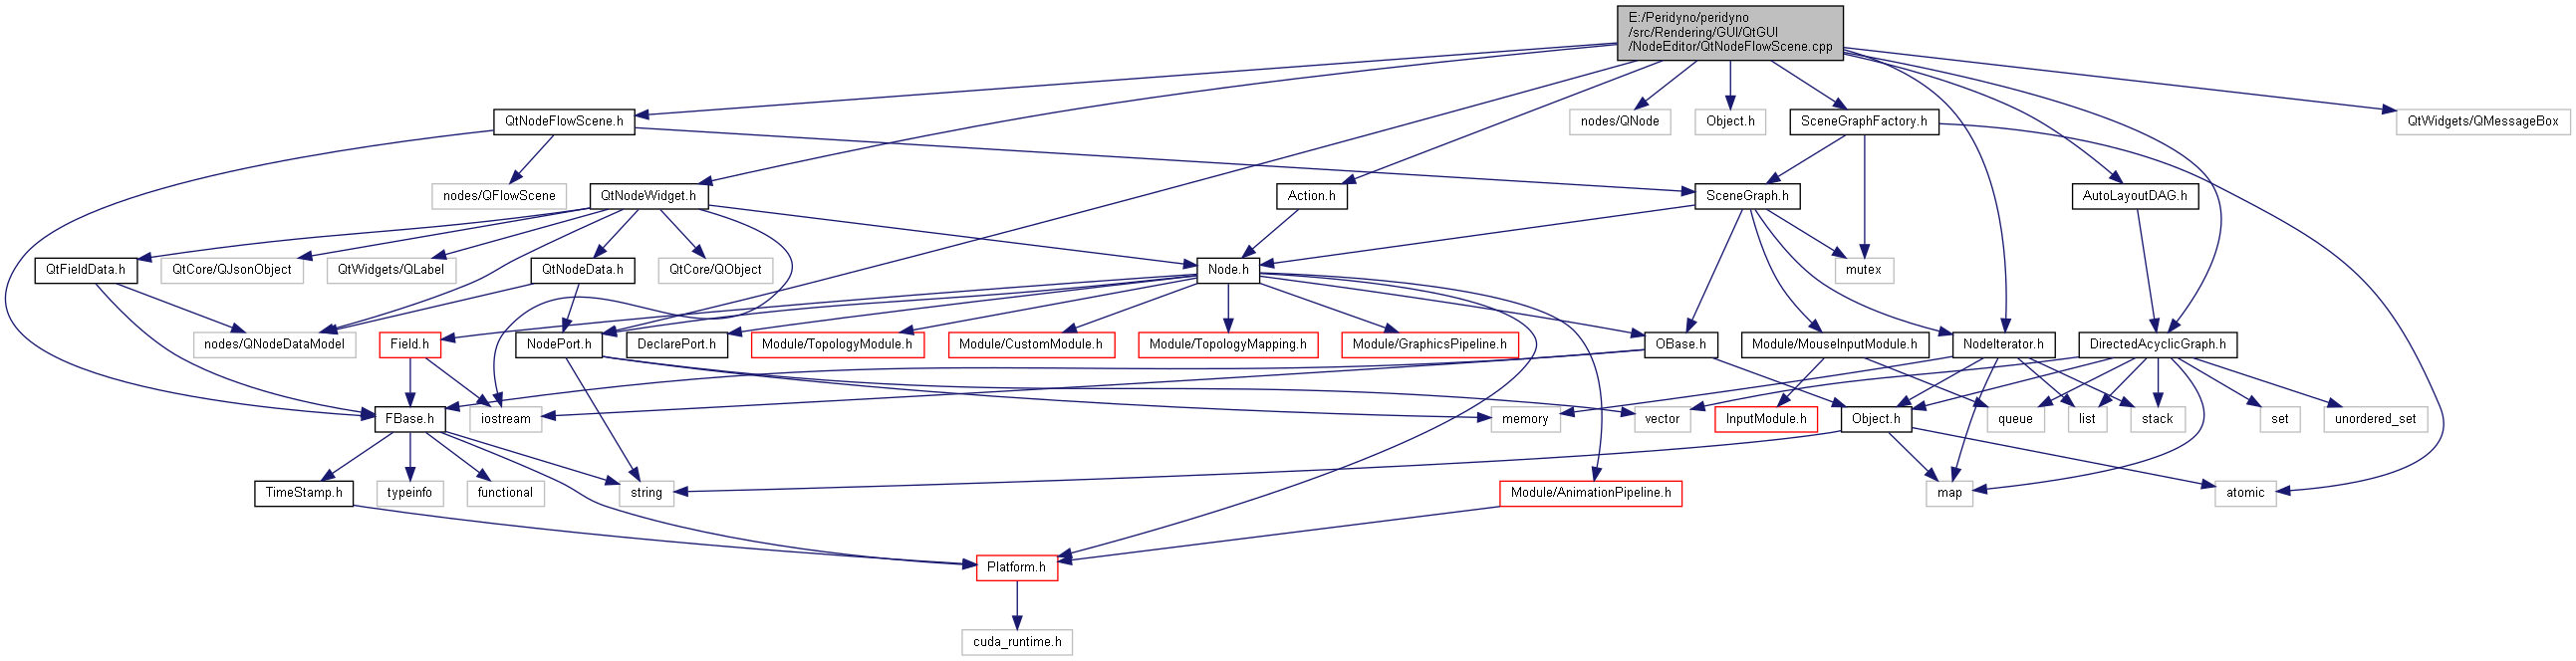 E:/Peridyno/peridyno
/src/Rendering/GUI/QtGUI
/NodeEditor/QtNodeFlowScene.cpp
QtNodeFlowScene.h
nodes/QNode
Object.h
SceneGraphFactory.h
QtWidgets/QMessageBox
nodes/QFlowScene
QtNodeWidget.h
Action.h
SceneGraph.h
AutoLayoutDAG.h
QtFieldData.h
QtCore/QJsonObject
QtWidgets/QLabel
QtNodeData.h
QtCore/QObject
Node.h
mutex
nodes/QNodeDataModel
Field.h
NodePort.h
DeclarePort.h
Module/TopologyModule.h
Module/CustomModule.h
Module/TopologyMapping.h
Module/GraphicsPipeline.h
OBase.h
Module/MouseInputModule.h
NodeIterator.h
DirectedAcyclicGraph.h
FBase.h
iostream
memory
vector
InputModule.h
Object.h
queue
list
stack
set
unordered_set
TimeStamp.h
typeinfo
functional
string
Module/AnimationPipeline.h
map
atomic
Platform.h
cuda_runtime.h